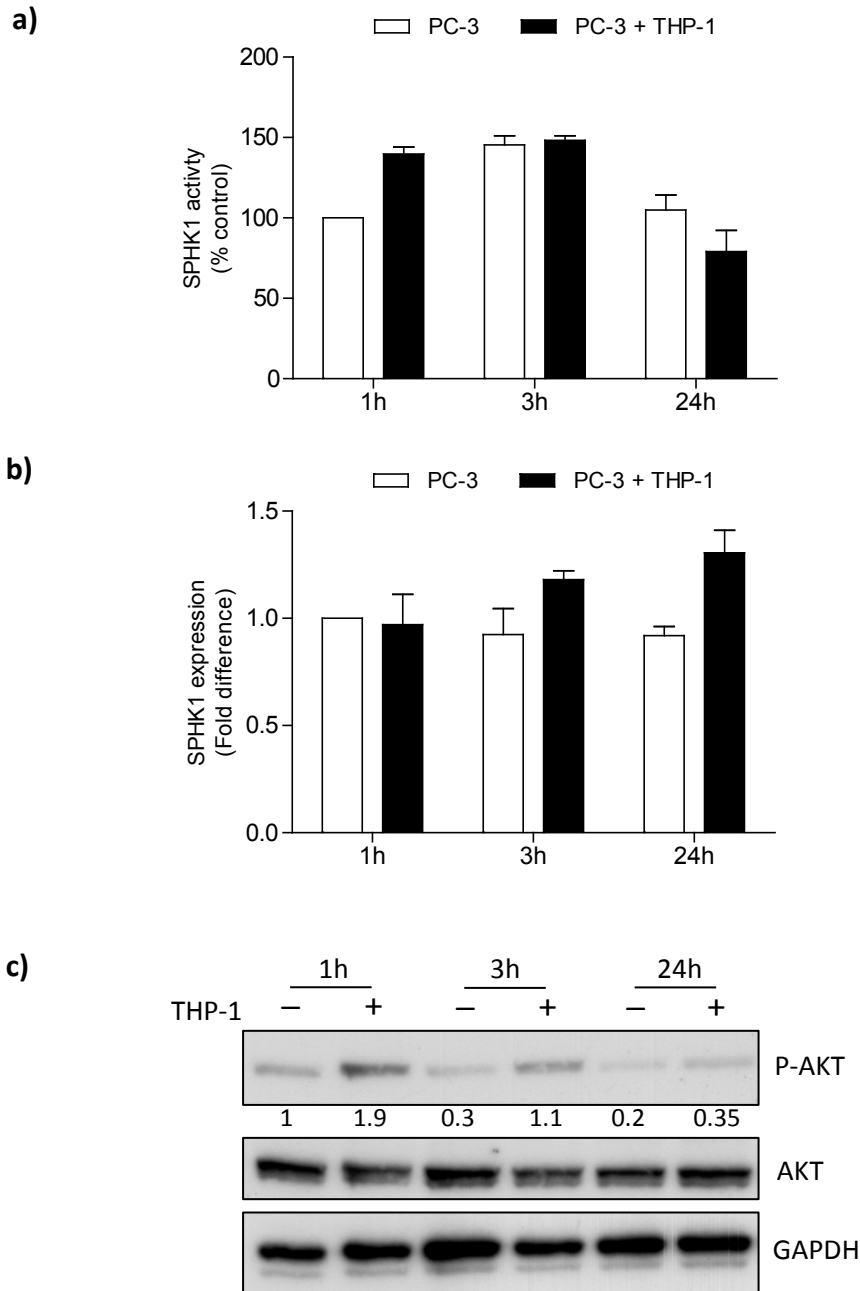 a)
PC-3 PC-3 + THP-1
SPHK1 activty
(% control)
200
150
100
50
0
1h 3h 24h
b)
PC-3 PC-3 + THP-1
SPHK1 expression
(Fold difference)
1.5
1.0
0.5
0.0
1h 3h 24h
c)
1h 3h 24h
THP-1 – + – + – +
P-AKT
1 1.9 0.3 1.1 0.2 0.35
AKT
GAPDH